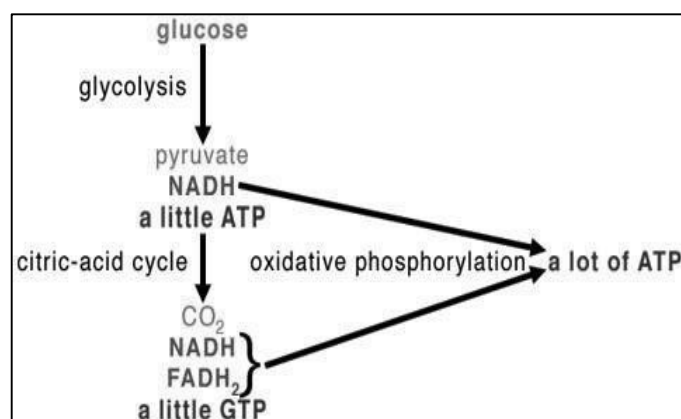 glucose
glycolysis
pyruvate
NADH
a little ATP
citric-acid cycle
oxidative phosphorylation
a lot of ATP
CO₂
NADH
FADH₂
a little GTP